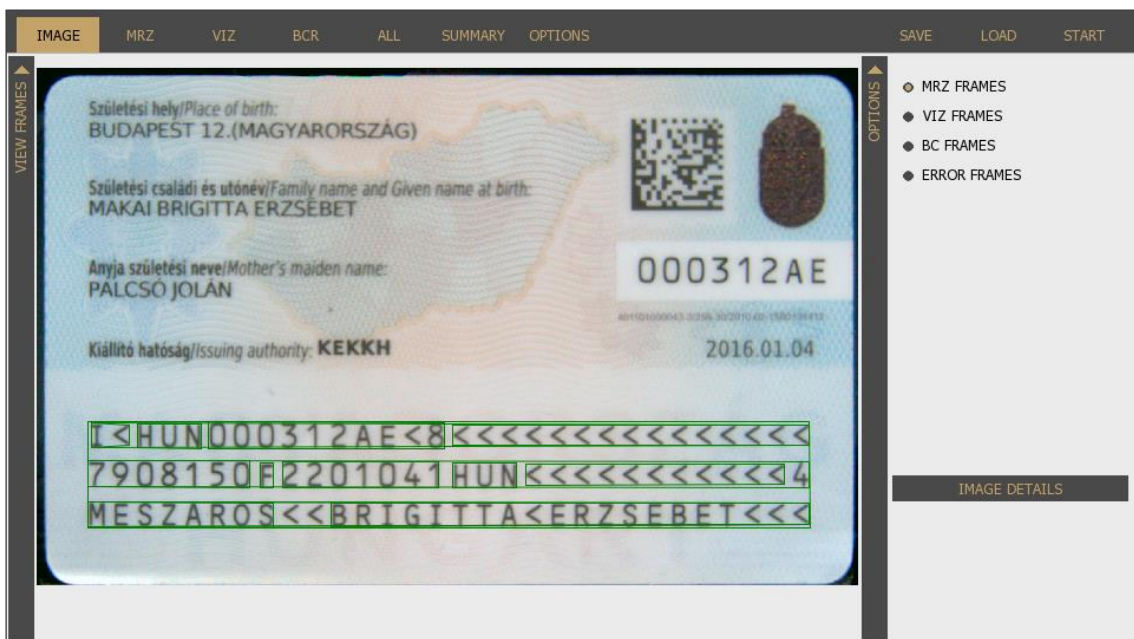 IMAGE MRZ VIZ BCR ALL SUMMARY OPTIONS SAVE LOAD START
VIEW FRAMES
OPTIONS
MRZ FRAMES
VIZ FRAMES
BC FRAMES
ERROR FRAMES
IMAGE DETAILS
Születési hely/Place of birth:
BUDAPEST 12.(MAGYARORSZÁG)
Születési családi és utónév/Family name and Given name at birth:
MAKAI BRIGITTA ERZSÉBET
Anyja születési neve/Mother's maiden name:
PALCSÓ JOLÁN
000312AE
Kiállító hatóság/Issuing authority: KEKKH
2016.01.04
I<HUN000312AE<8<<<<<<<<<<<<<<<
7908150F2201041HUN<<<<<<<<<<<4
MESZAROS<<BRIGITTA<ERZSEBET<<<